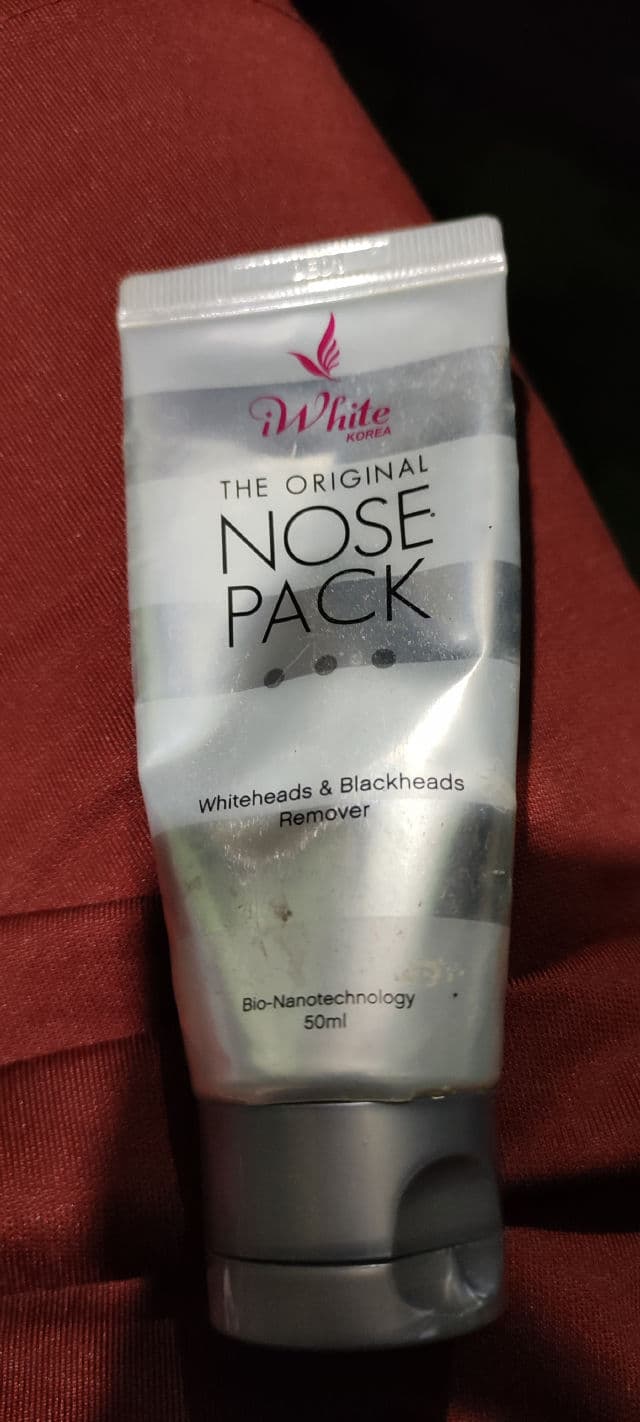 iWhite
KOREA
THE ORIGINAL
NOSE
PACK
Whiteheads & Blackheads
Remover
Bio-Nanotechnology
50ml